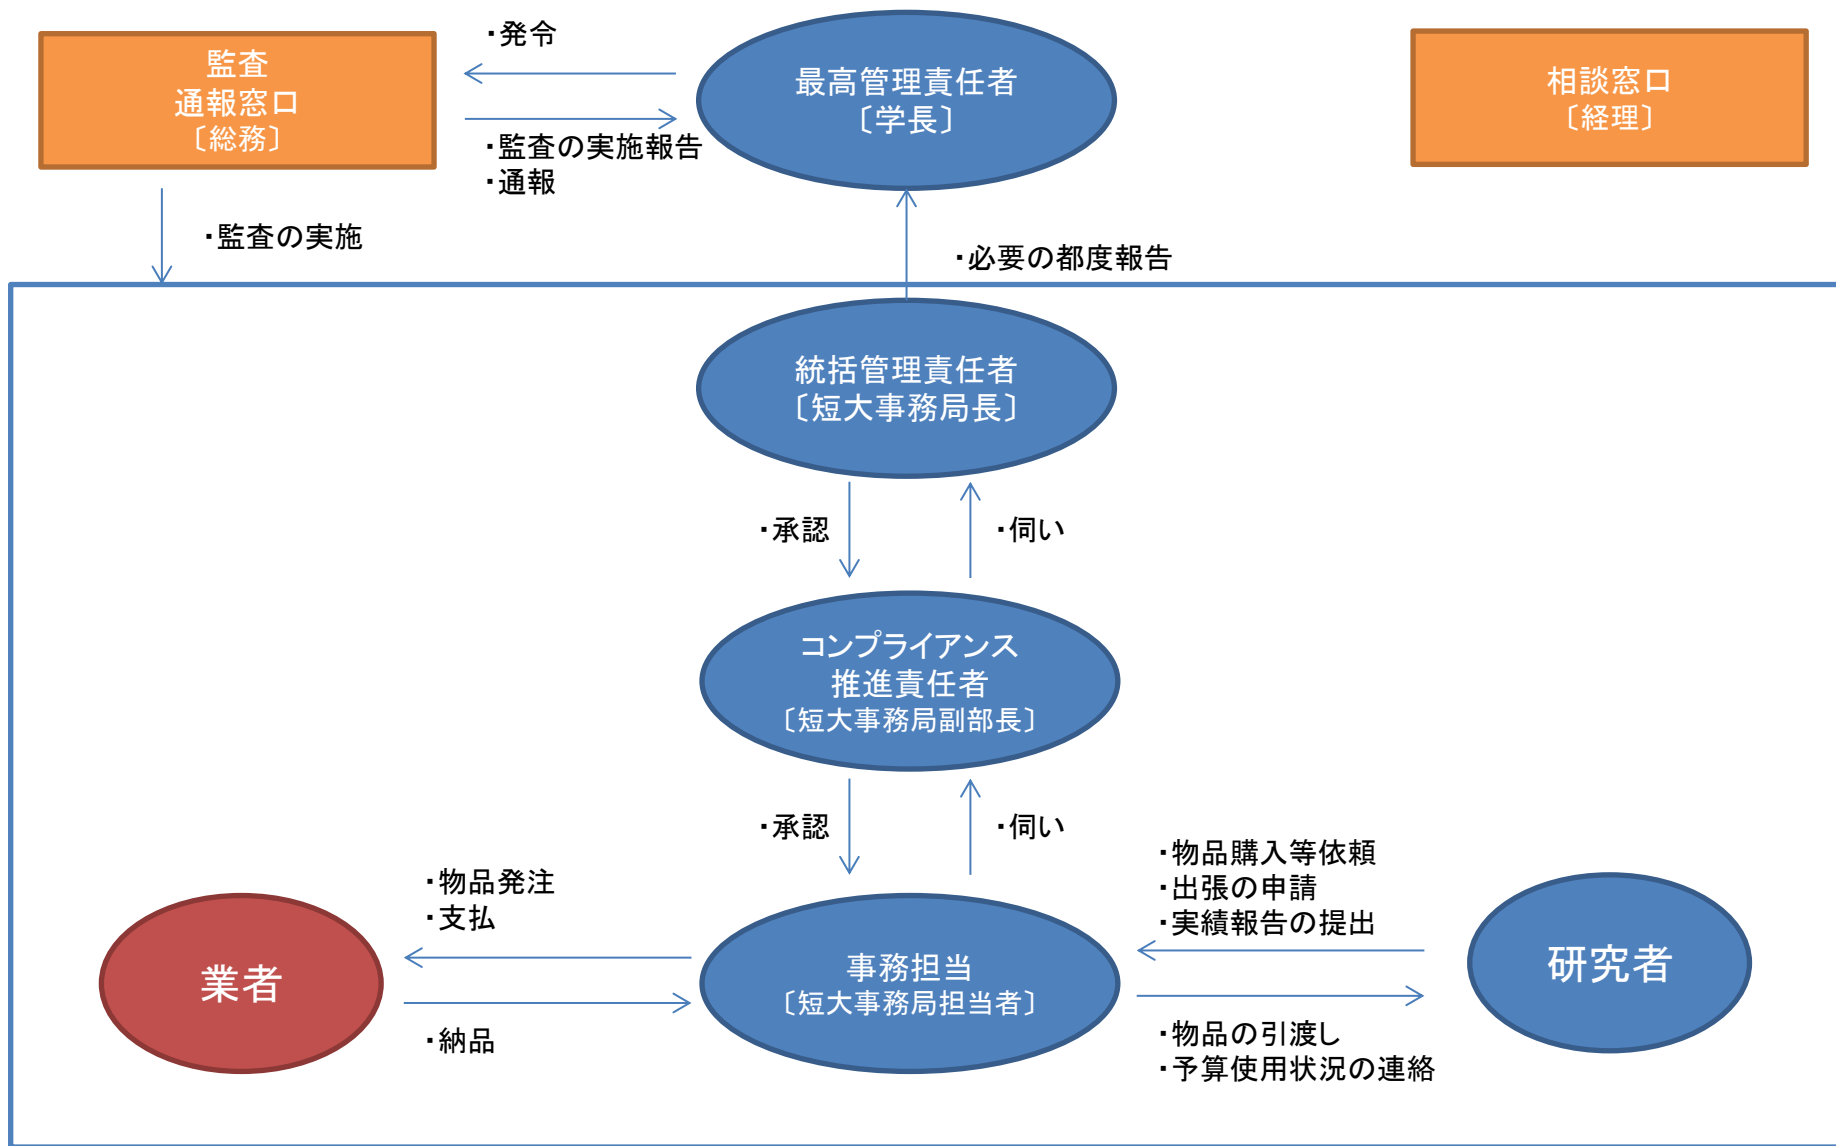 監査
通報窓口
〔総務〕
・発令
・監査の実施報告
・通報
最高管理責任者
〔学長〕
相談窓口
〔経理〕
・監査の実施
・必要の都度報告
統括管理責任者
〔短大事務局長〕
・承認
・伺い
コンプライアンス
推進責任者
〔短大事務局副部長〕
・承認
・伺い
・物品発注
・支払
・物品購入等依頼
・出張の申請
・実績報告の提出
業者
事務担当
〔短大事務局担当者〕
研究者
・納品
・物品の引渡し
・予算使用状況の連絡